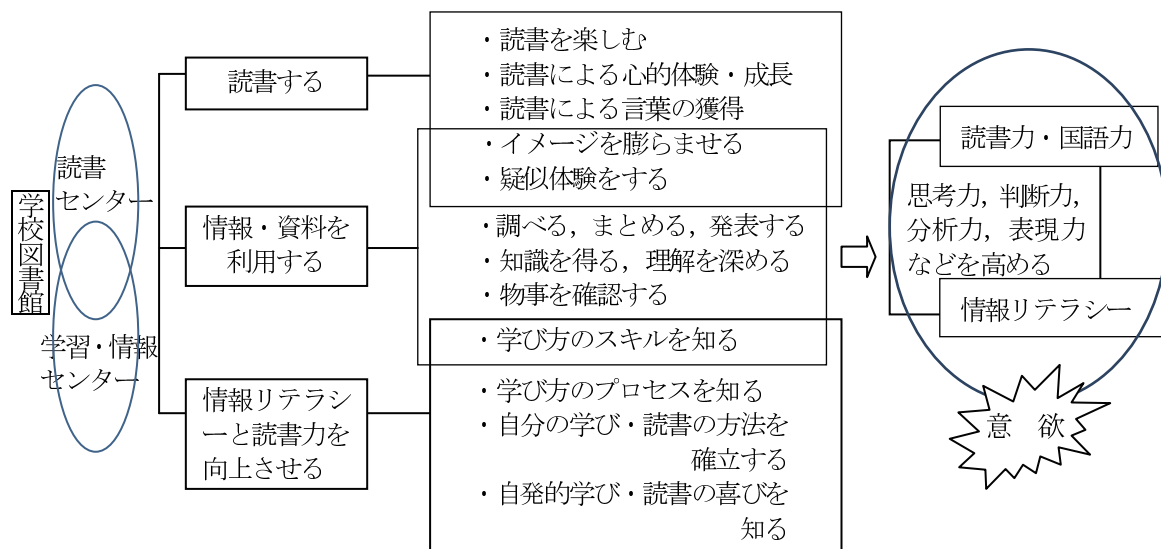 学校図書館
読書
センター
学習・情報
センター
読書する
情報・資料を
利用する
情報リテラシ
ーと読書力を
向上させる
・読書を楽しむ
・読書による心的体験・成長
・読書による言葉の獲得
・イメージを膨らませる
・疑似体験をする
・調べる，まとめる，発表する
・知識を得る，理解を深める
・物事を確認する
・学び方のスキルを知る
・学び方のプロセスを知る
・自分の学び・読書の方法を
確立する
・自発的学び・読書の喜びを
知る
読書力・国語力
思考力，判断力，
分析力，表現力
などを高める
情報リテラシー
意　欲